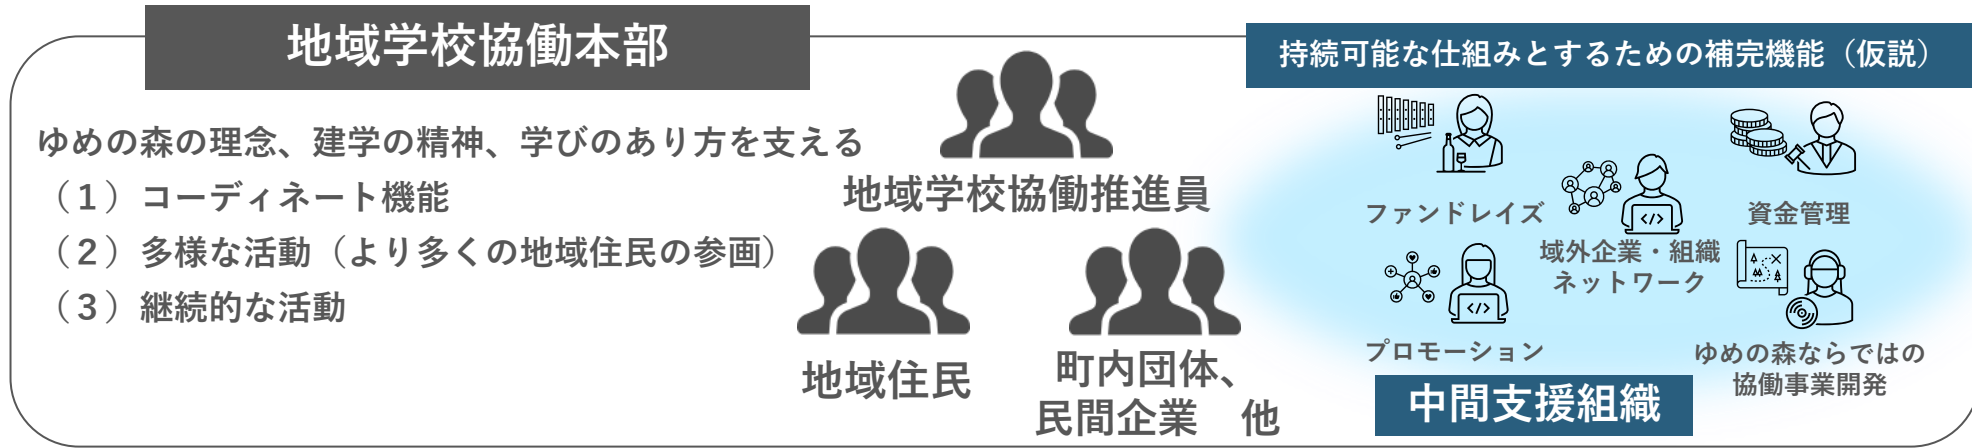 地域学校協働本部
ゆめの森の理念、建学の精神、学びのあり方を支える
（１）コーディネート機能
（２）多様な活動（より多くの地域住民の参画）
（３）継続的な活動
地域学校協働推進員
地域住民
町内団体、
民間企業　他
持続可能な仕組みとするための補完機能（仮説）
ファンドレイズ
資金管理
</>
域外企業・組織
ネットワーク
</>
プロモーション
ゆめの森ならではの
協働事業開発
中間支援組織